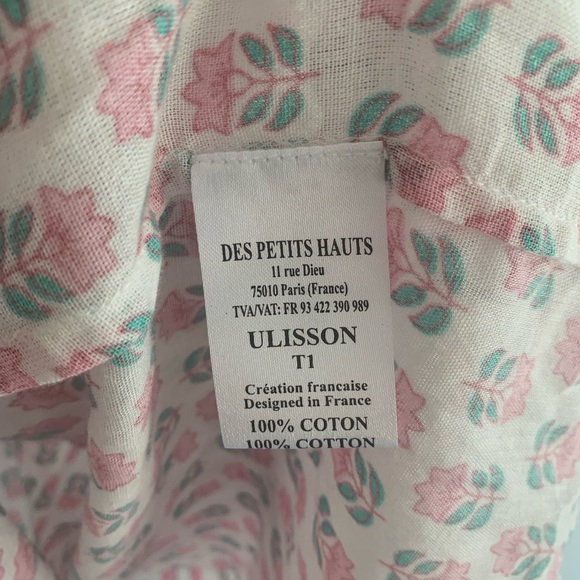 DES PETITS HAUTS
11 rue Dieu
75010 Paris (France)
TVA/VAT: FR 93 422 390 989
ULISSON
T1
Création francaise
Designed in France
100% COTON
100% COTTON